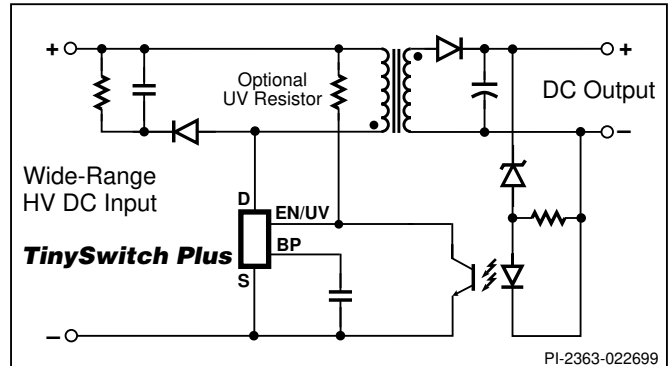 +
+
Optional
UV Resistor
DC Output
–
Wide-Range
HV DC Input
D
EN/UV
BP
TinySwitch Plus
S
–
PI-2363-022699